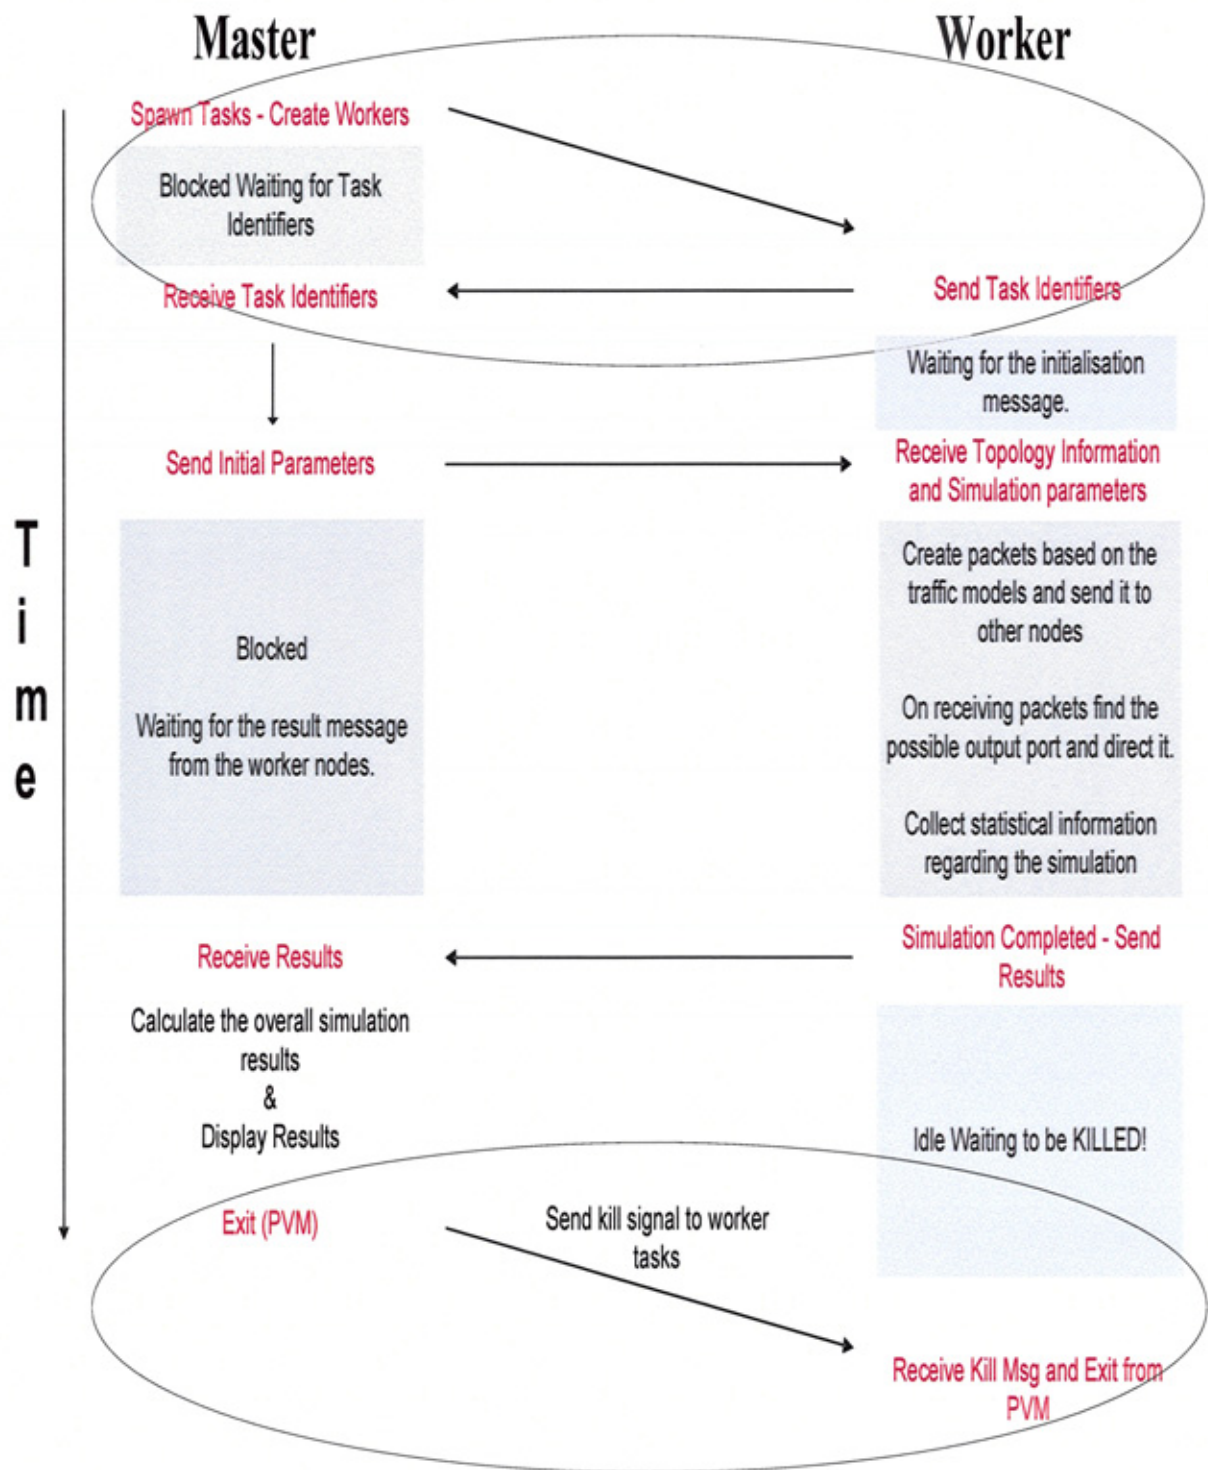 Master
Worker
Spawn Tasks - Create Workers
Blocked Waiting for Task
Identifiers
Receive Task Identifiers
Send Task Identifiers
Waiting for the initialisation
message.
Send Initial Parameters
Receive Topology Information
and Simulation parameters
Time
Blocked
Waiting for the result message
from the worker nodes.
Create packets based on the
traffic models and send it to
other nodes
On receiving packets find the
possible output port and direct it.
Collect statistical information
regarding the simulation
Receive Results
Simulation Completed - Send
Results
Calculate the overall simulation
results
&
Display Results
Idle Waiting to be KILLED!
Exit (PVM)
Send kill signal to worker
tasks
Receive Kill Msg and Exit from
PVM